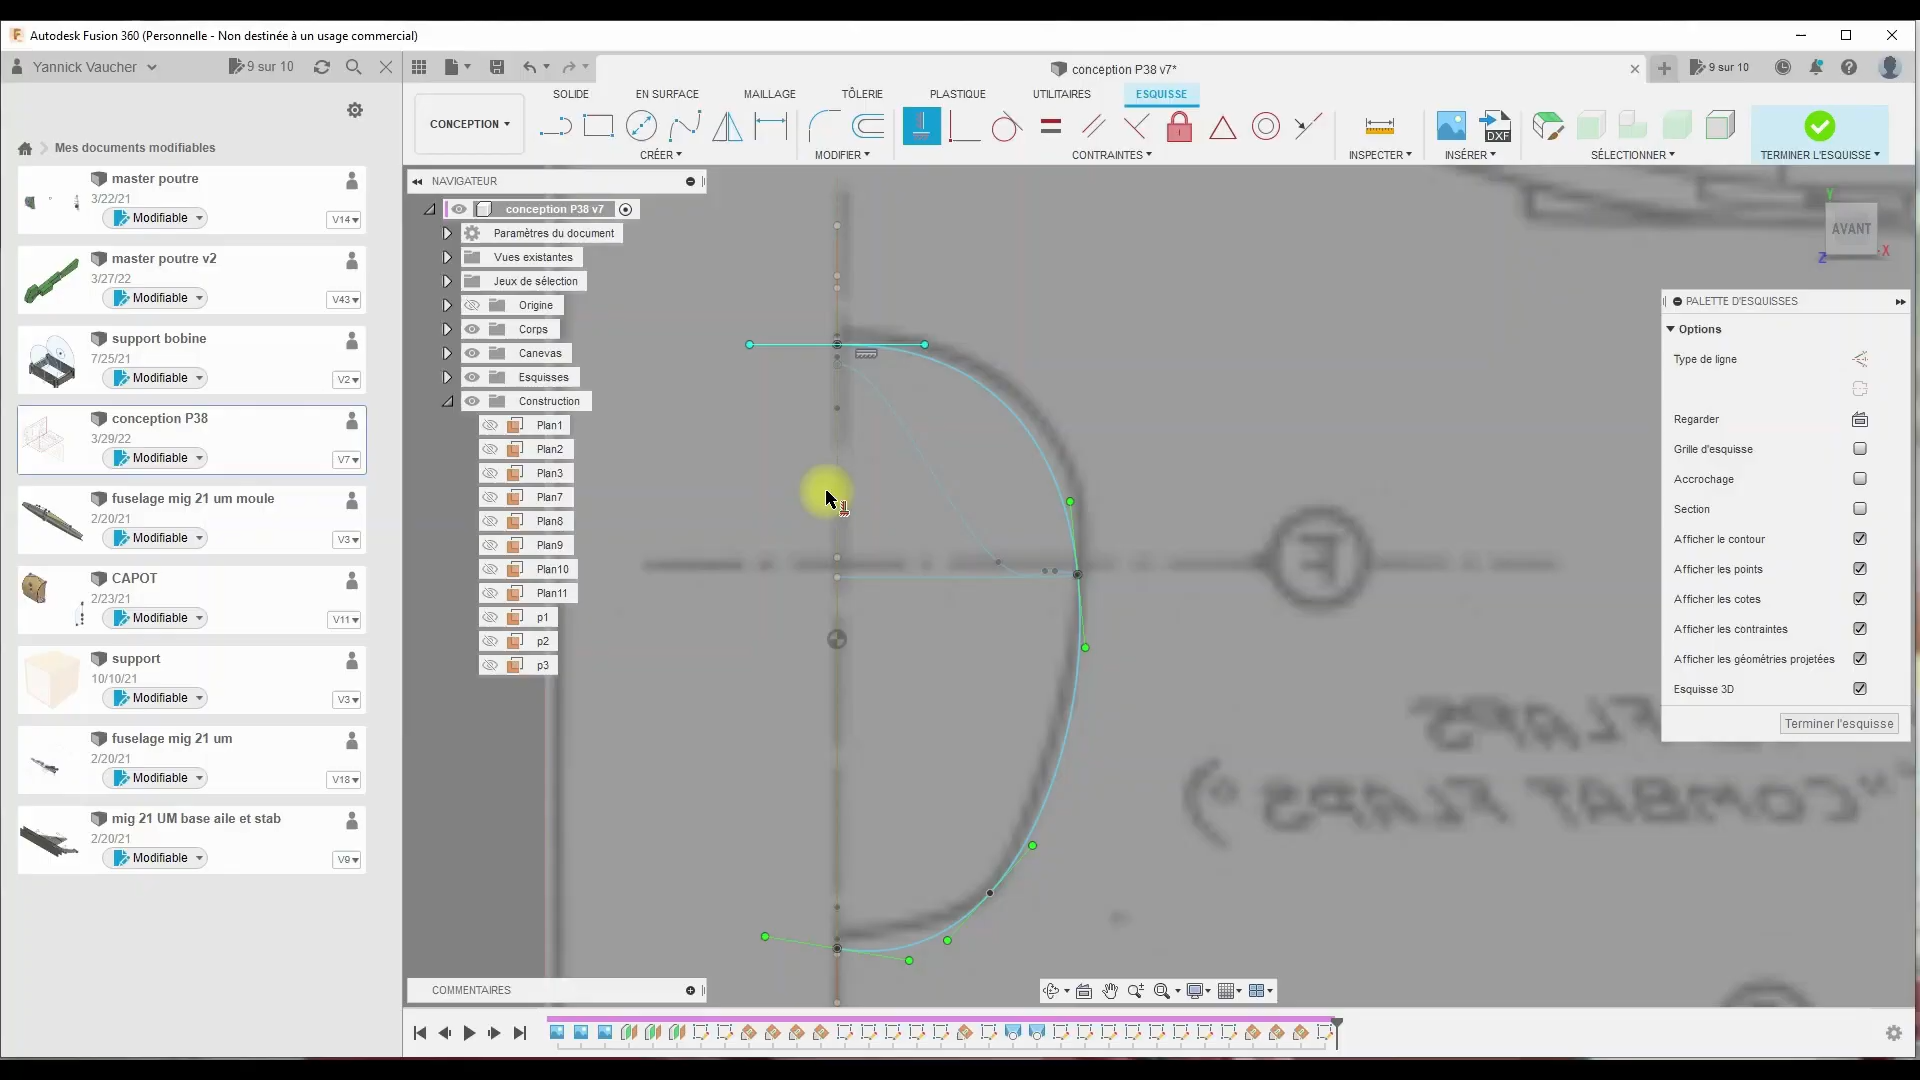 Autodesk Fusion 360 (Personnelle - Non destinée à un usage commercial)
Yannick Vaucher
9 sur 10
conception P38 v7*
9 sur 10
Mes documents modifiables
master poutre
3/22/21
Modifiable
V14
master poutre v2
3/27/22
Modifiable
V43
support bobine
7/25/21
Modifiable
V2
conception P38
3/29/22
Modifiable
V7
fuselage mig 21 um moule
2/20/21
Modifiable
V3
CAPOT
2/23/21
Modifiable
V11
support
10/10/21
Modifiable
V3
fuselage mig 21 um
2/20/21
Modifiable
V18
mig 21 UM base aile et stab
2/20/21
Modifiable
V9
CONCEPTION
SOLIDE
EN SURFACE
MAILLAGE
TÔLERIE
PLASTIQUE
UTILITAIRES
ESQUISSE
DXF
CRÉER
MODIFIER
CONTRAINTES
INSPECTER
INSÉRER
SÉLECTIONNER
TERMINER L'ESQUISSE
NAVIGATEUR
conception P38 v7
Paramètres du document
Vues existantes
Jeux de sélection
Origine
Corps
Canevas
Esquisses
Construction
Plan1
Plan2
Plan3
Plan7
Plan8
Plan9
Plan10
Plan11
p1
p2
p3
Y
AVANT
X
Z
F
FLAPS
"COMBAT FLAPS
PALETTE D'ESQUISSES
Options
Type de ligne
Regarder
Grille d'esquisse
Accrochage
Section
Afficher le contour
Afficher les points
Afficher les cotes
Afficher les contraintes
Afficher les géométries projetées
Esquisse 3D
Terminer l'esquisse
COMMENTAIRES